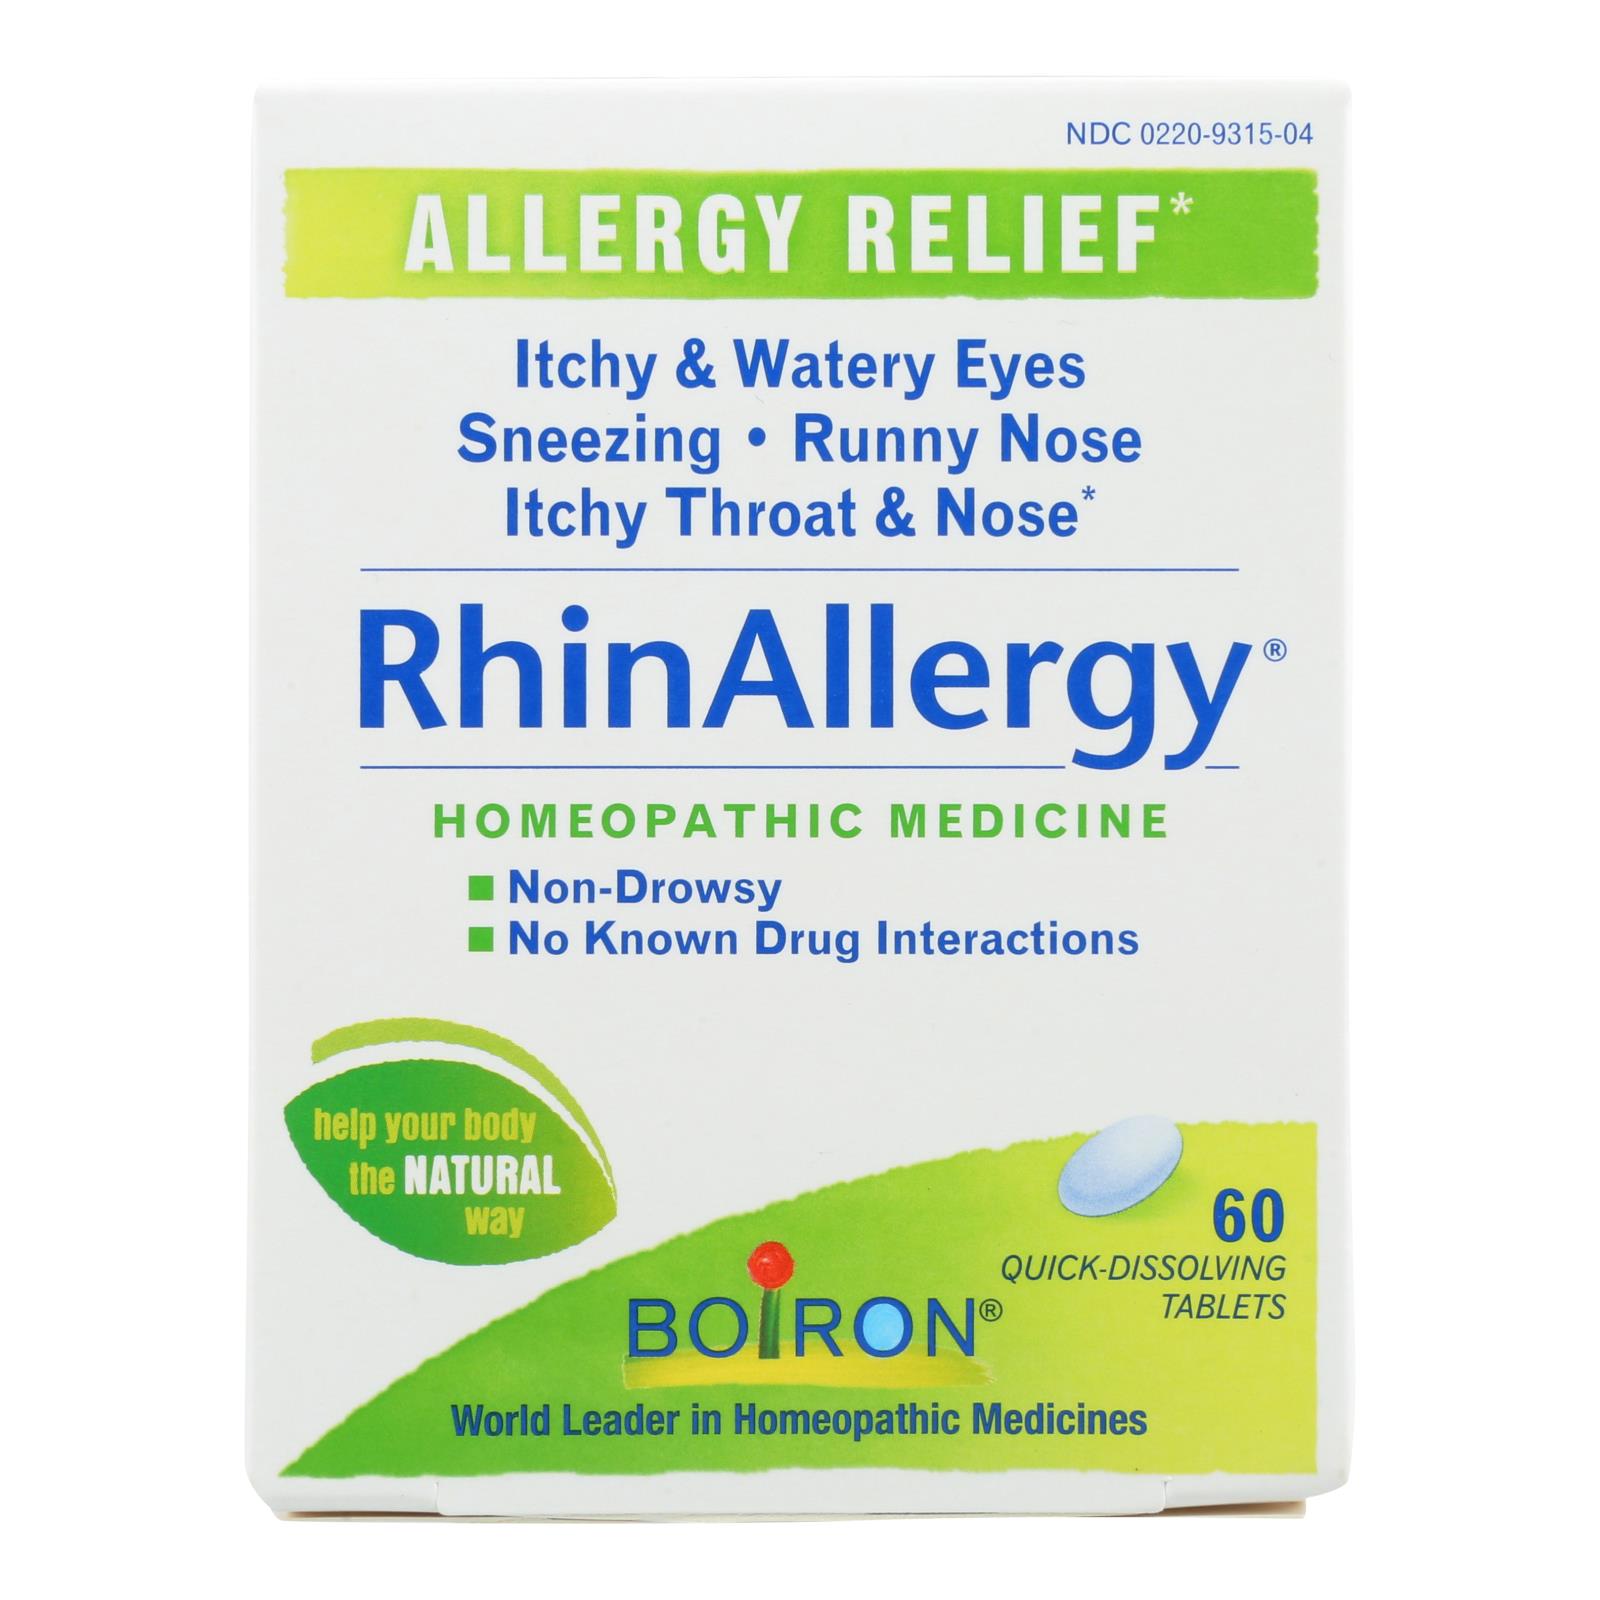 NDC 0220-9315-04
ALLERGY RELIEF*
Itchy & Watery Eyes
Sneezing • Runny Nose
Itchy Throat & Nose*
RhinAllergy®
HOMEOPATHIC MEDICINE
■ Non-Drowsy
■ No Known Drug Interactions
help your body
the NATURAL
way
60
QUICK-DISSOLVING
TABLETS
BOIRON®
World Leader in Homeopathic Medicines